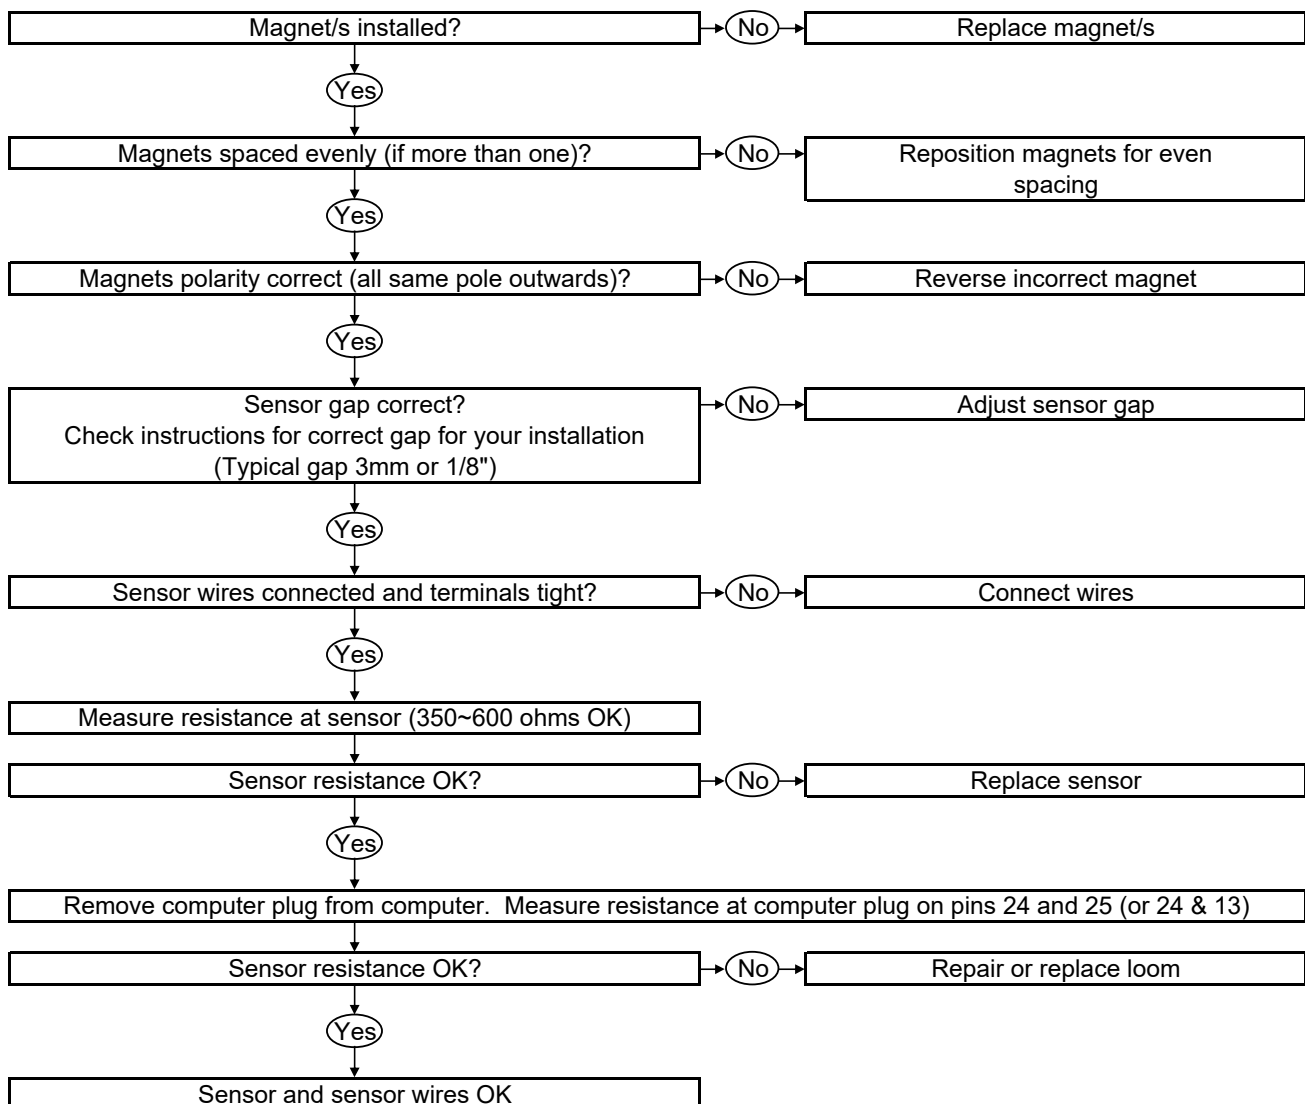 Magnet/s installed?
No
Replace magnet/s
Yes
Magnets spaced evenly (if more than one)?
No
Reposition magnets for even
spacing
Yes
Magnets polarity correct (all same pole outwards)?
No
Reverse incorrect magnet
Yes
Sensor gap correct?
Check instructions for correct gap for your installation
(Typical gap 3mm or 1/8")
No
Adjust sensor gap
Yes
Sensor wires connected and terminals tight?
No
Connect wires
Yes
Measure resistance at sensor (350~600 ohms OK)
Sensor resistance OK?
No
Replace sensor
Yes
Remove computer plug from computer.  Measure resistance at computer plug on pins 24 and 25 (or 24 & 13)
Sensor resistance OK?
No
Repair or replace loom
Yes
Sensor and sensor wires OK